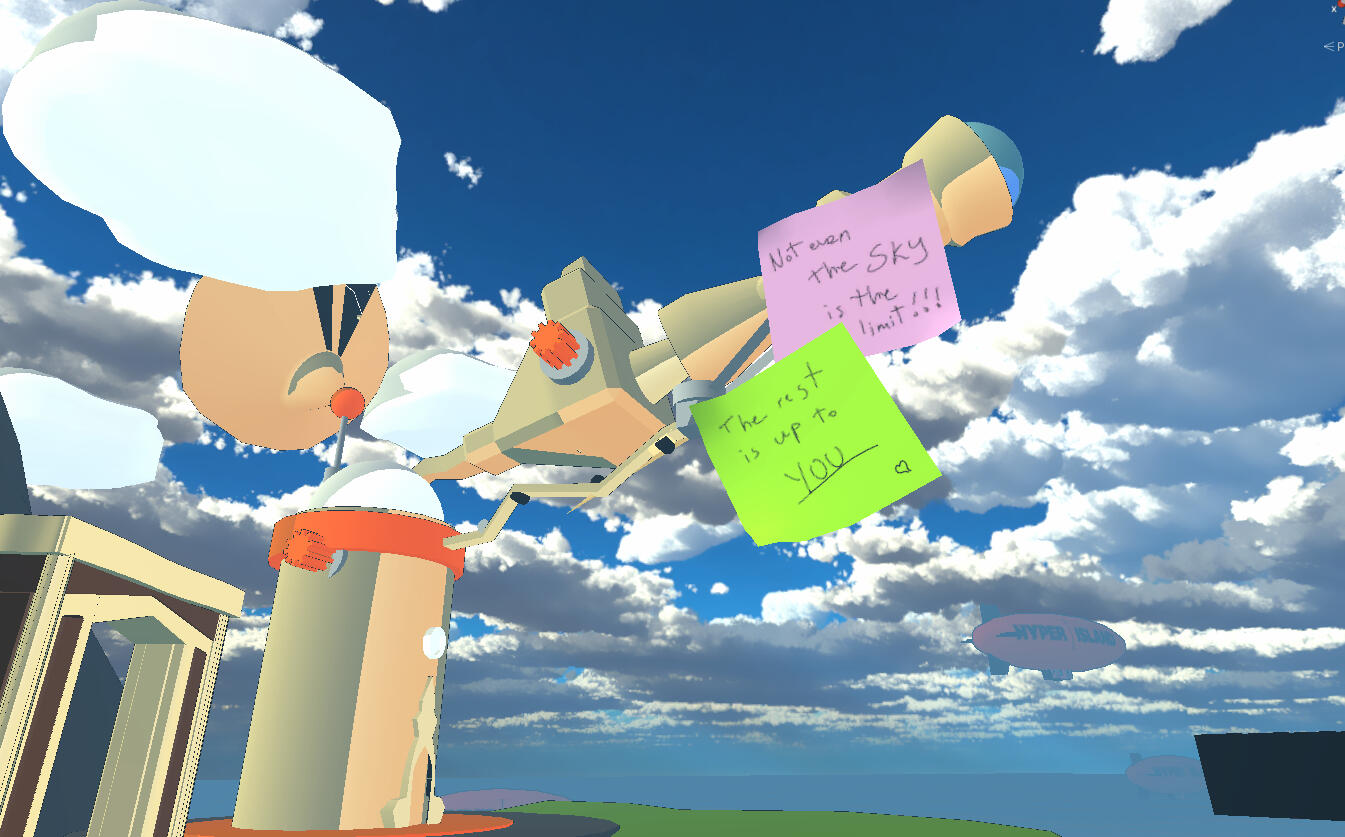 Not even
the SKY
is the
limit!!!
The rest
is up to
YOU
HYPER ISLAND